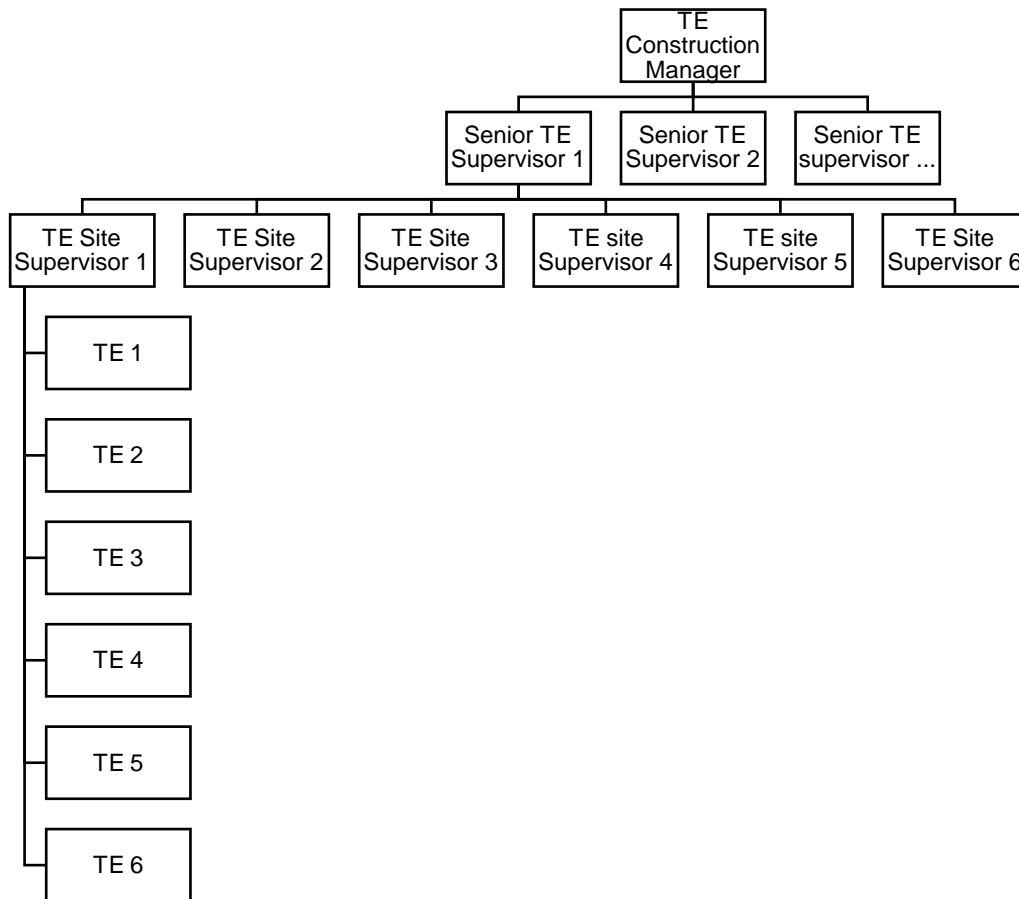 TE
Construction
Manager
Senior TE
Supervisor 1
Senior TE
Supervisor 2
Senior TE
supervisor ...
TE Site
Supervisor 1
TE Site
Supervisor 2
TE Site
Supervisor 3
TE site
Supervisor 4
TE site
Supervisor 5
TE Site
Supervisor 6
TE 1
TE 2
TE 3
TE 4
TE 5
TE 6